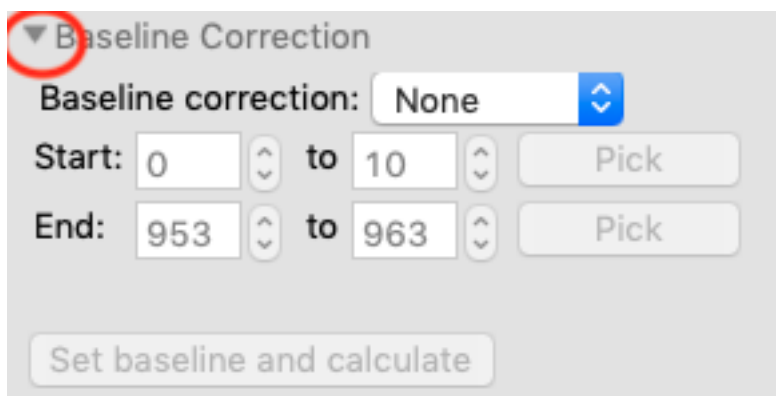 Baseline Correction
Baseline correction: None
Start: 0 to 10 Pick
End: 953 to 963 Pick
Set baseline and calculate